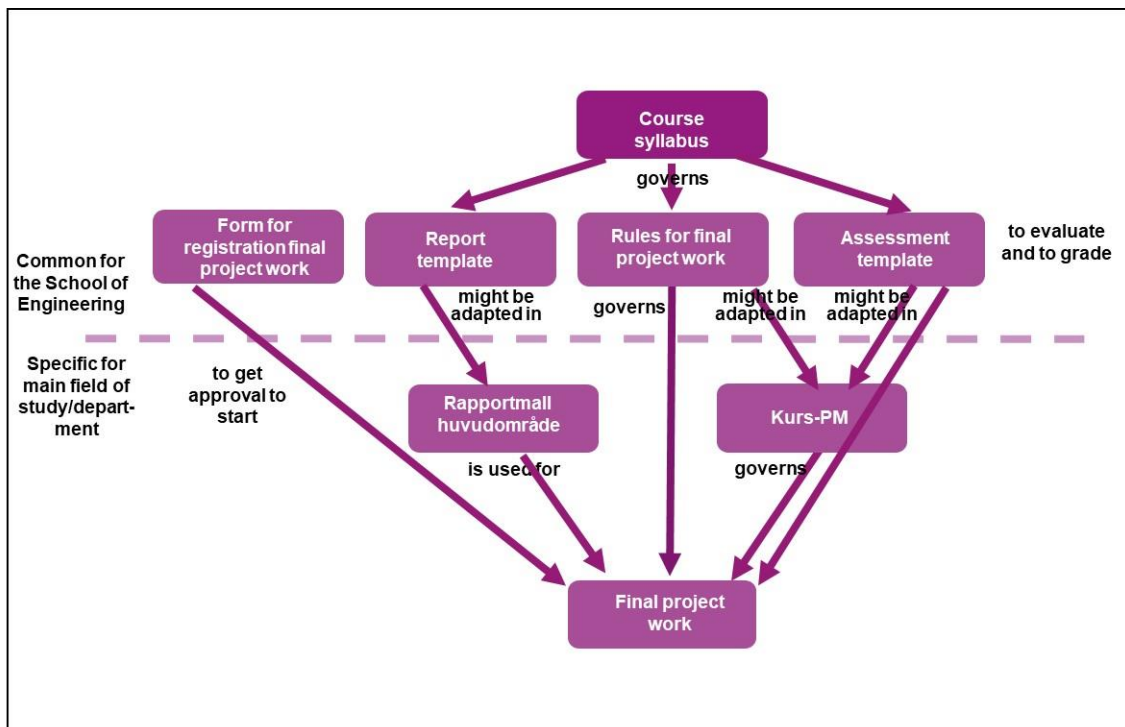 Course
syllabus
governs
Form for
registration final
project work
Report
template
Rules for final
project work
Assessment
template
to evaluate
and to grade
Common for
the School of
Engineering
might be
adapted in
governs
might be
adapted in
might be
adapted in
Specific for
main field of
study/depart-
ment
to get
approval to
start
Rapportmall
huvudområde
Kurs-PM
is used for
governs
Final project
work